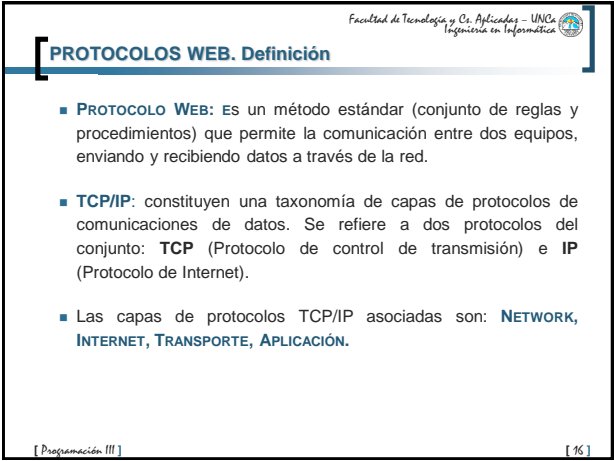 Facultad de Tecnología y Cs. Aplicadas – UNCa
Ingeniería en Informática
PROTOCOLOS WEB. Definición
PROTOCOLO WEB: Es un método estándar (conjunto de reglas y
procedimientos) que permite la comunicación entre dos equipos,
enviando y recibiendo datos a través de la red.
TCP/IP: constituyen una taxonomía de capas de protocolos de
comunicaciones de datos. Se refiere a dos protocolos del
conjunto: TCP (Protocolo de control de transmisión) e IP
(Protocolo de Internet).
Las capas de protocolos TCP/IP asociadas son: NETWORK,
INTERNET, TRANSPORTE, APLICACIÓN.
[ Programación III ]
[ 16 ]